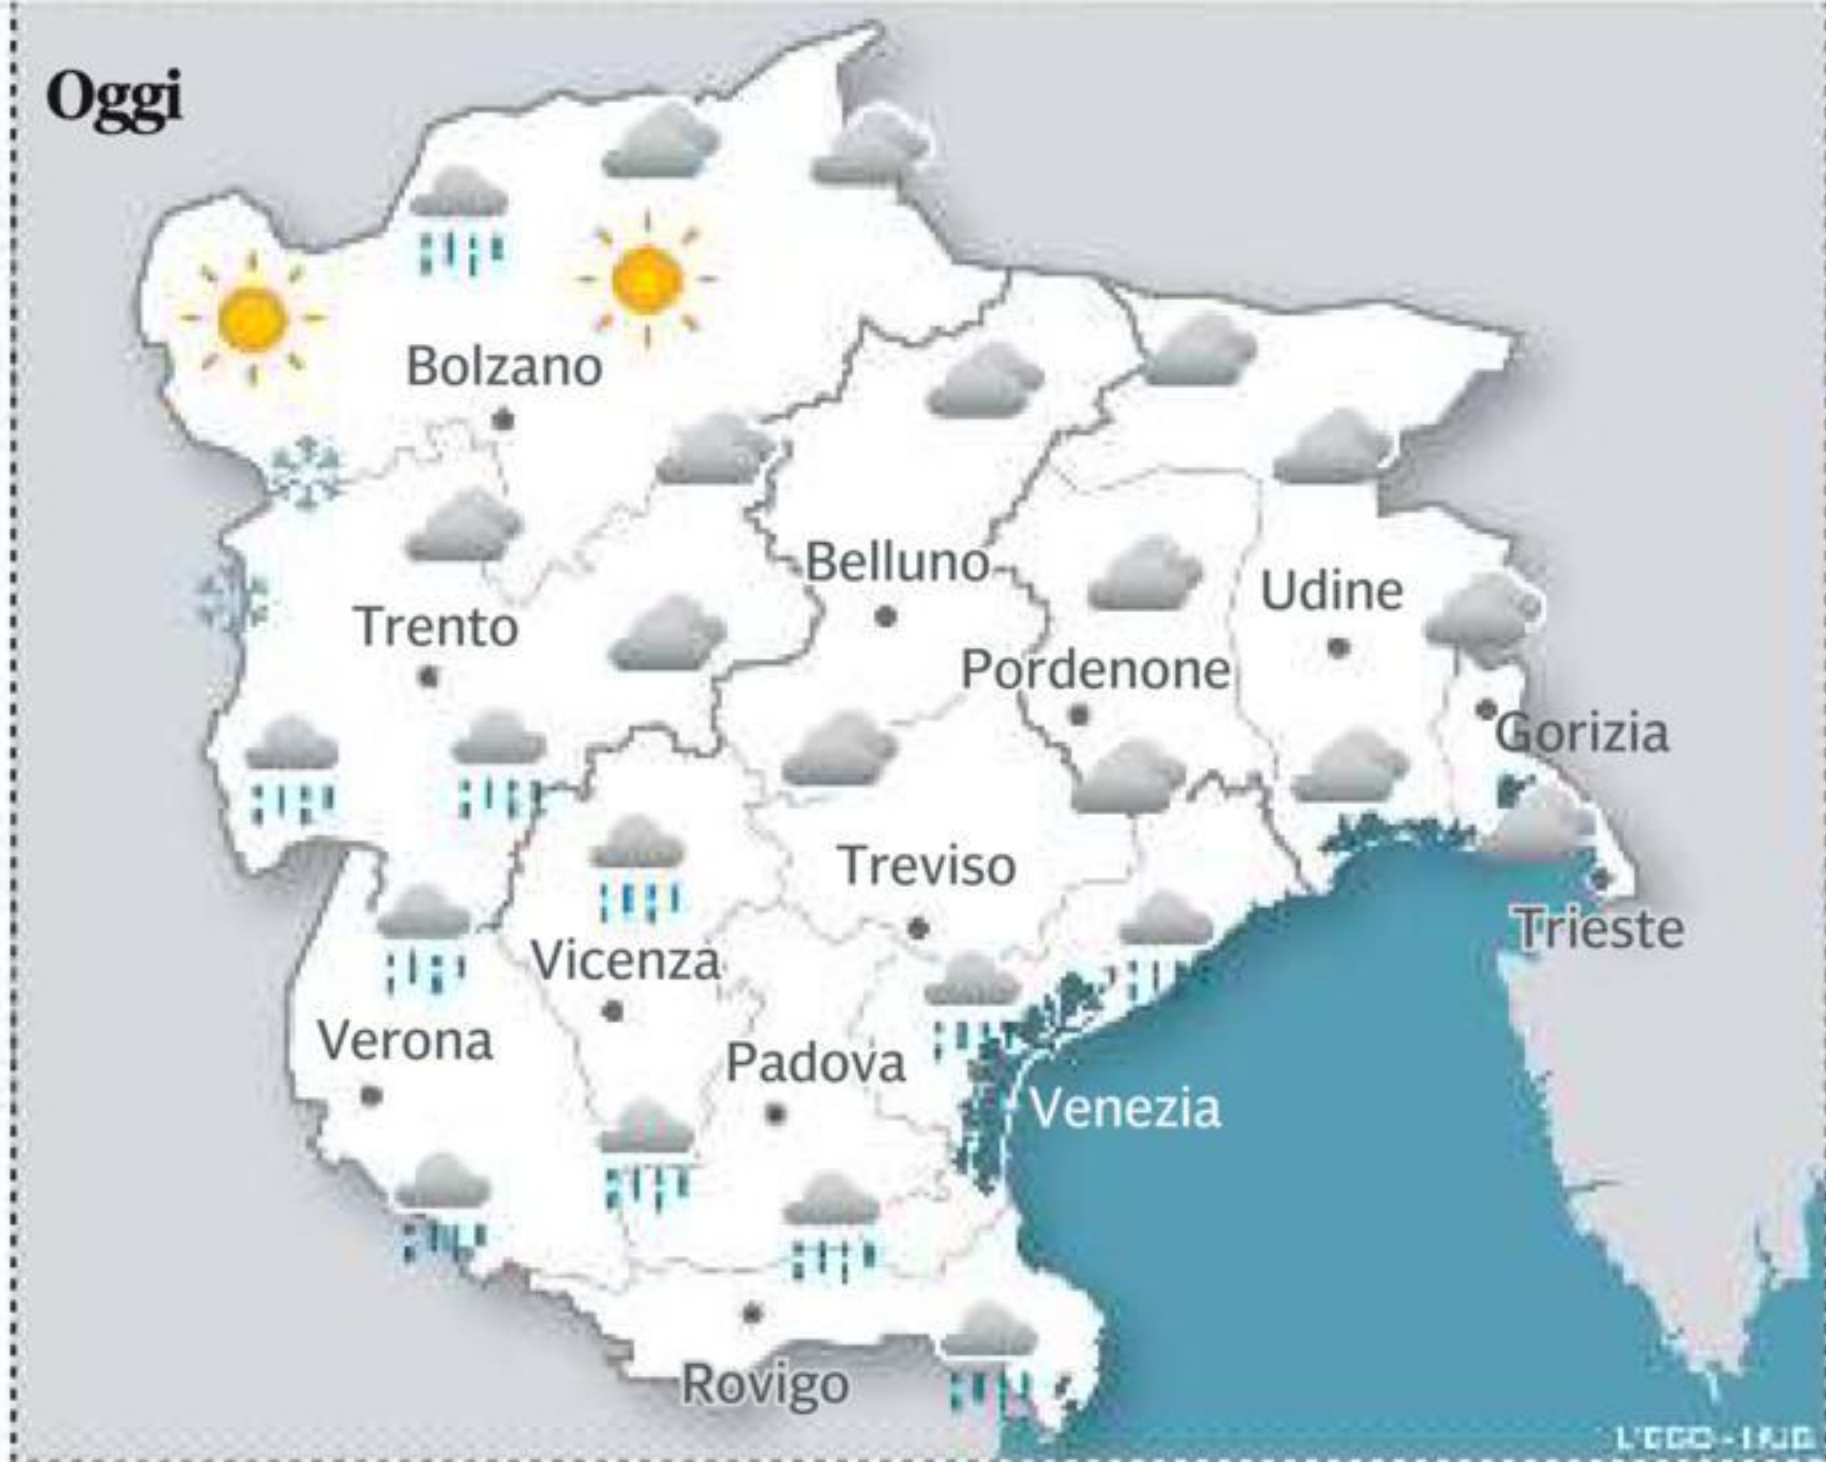 Oggi
Bolzano
Belluno
Udine
Trento
Pordenone
Gorizia
Treviso
Trieste
Vicenza
Verona
Padova
Venezia
Rovigo